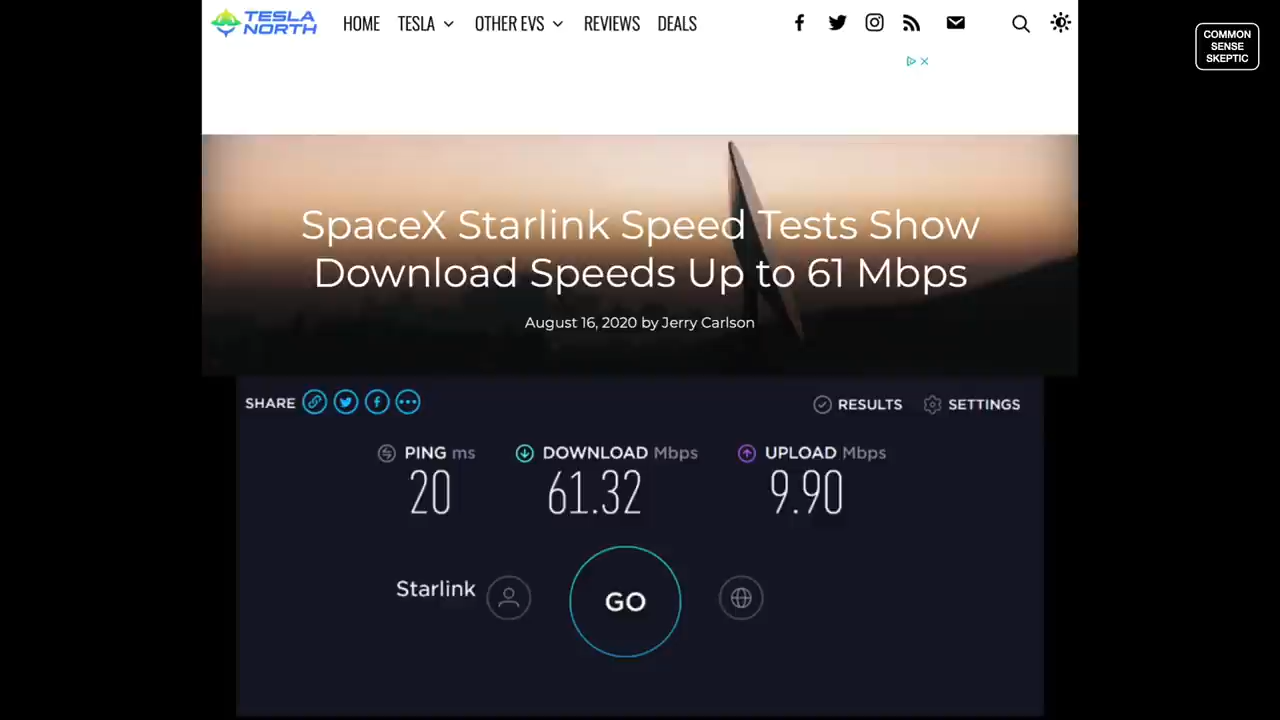 TESLA
NORTH
HOME TESLA OTHER EVS REVIEWS DEALS
COMMON
SENSE
SKEPTIC
SpaceX Starlink Speed Tests Show
Download Speeds Up to 61 Mbps
August 16, 2020 by Jerry Carlson
SHARE RESULTS SETTINGS
PING ms DOWNLOAD Mbps UPLOAD Mbps
20 61.32 9.90
Starlink
GO